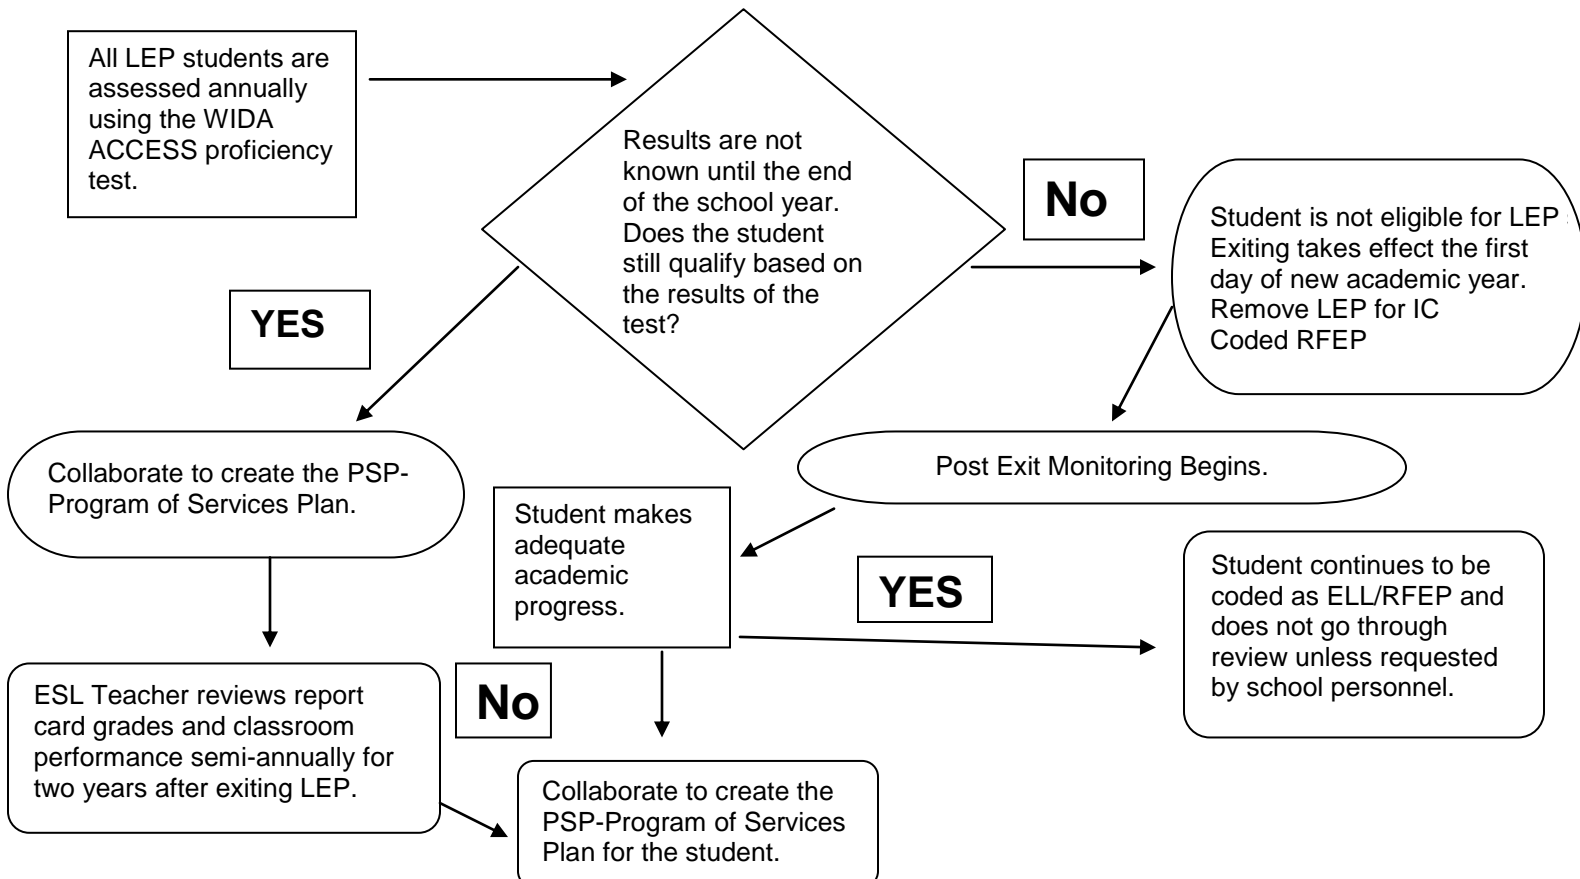 All LEP students are
assessed annually
using the WIDA
ACCESS proficiency
test.
Results are not
known until the end
of the school year.
Does the student
still qualify based on
the results of the
test?
No
Student is not eligible for LEP
Exiting takes effect the first
day of new academic year.
Remove LEP for IC
Coded RFEP
YES
Collaborate to create the PSP-
Program of Services Plan.
Post Exit Monitoring Begins.
Student makes
adequate
academic
progress.
YES
Student continues to be
coded as ELL/RFEP and
does not go through
review unless requested
by school personnel.
ESL Teacher reviews report
card grades and classroom
performance semi-annually for
two years after exiting LEP.
No
Collaborate to create the
PSP-Program of Services
Plan for the student.